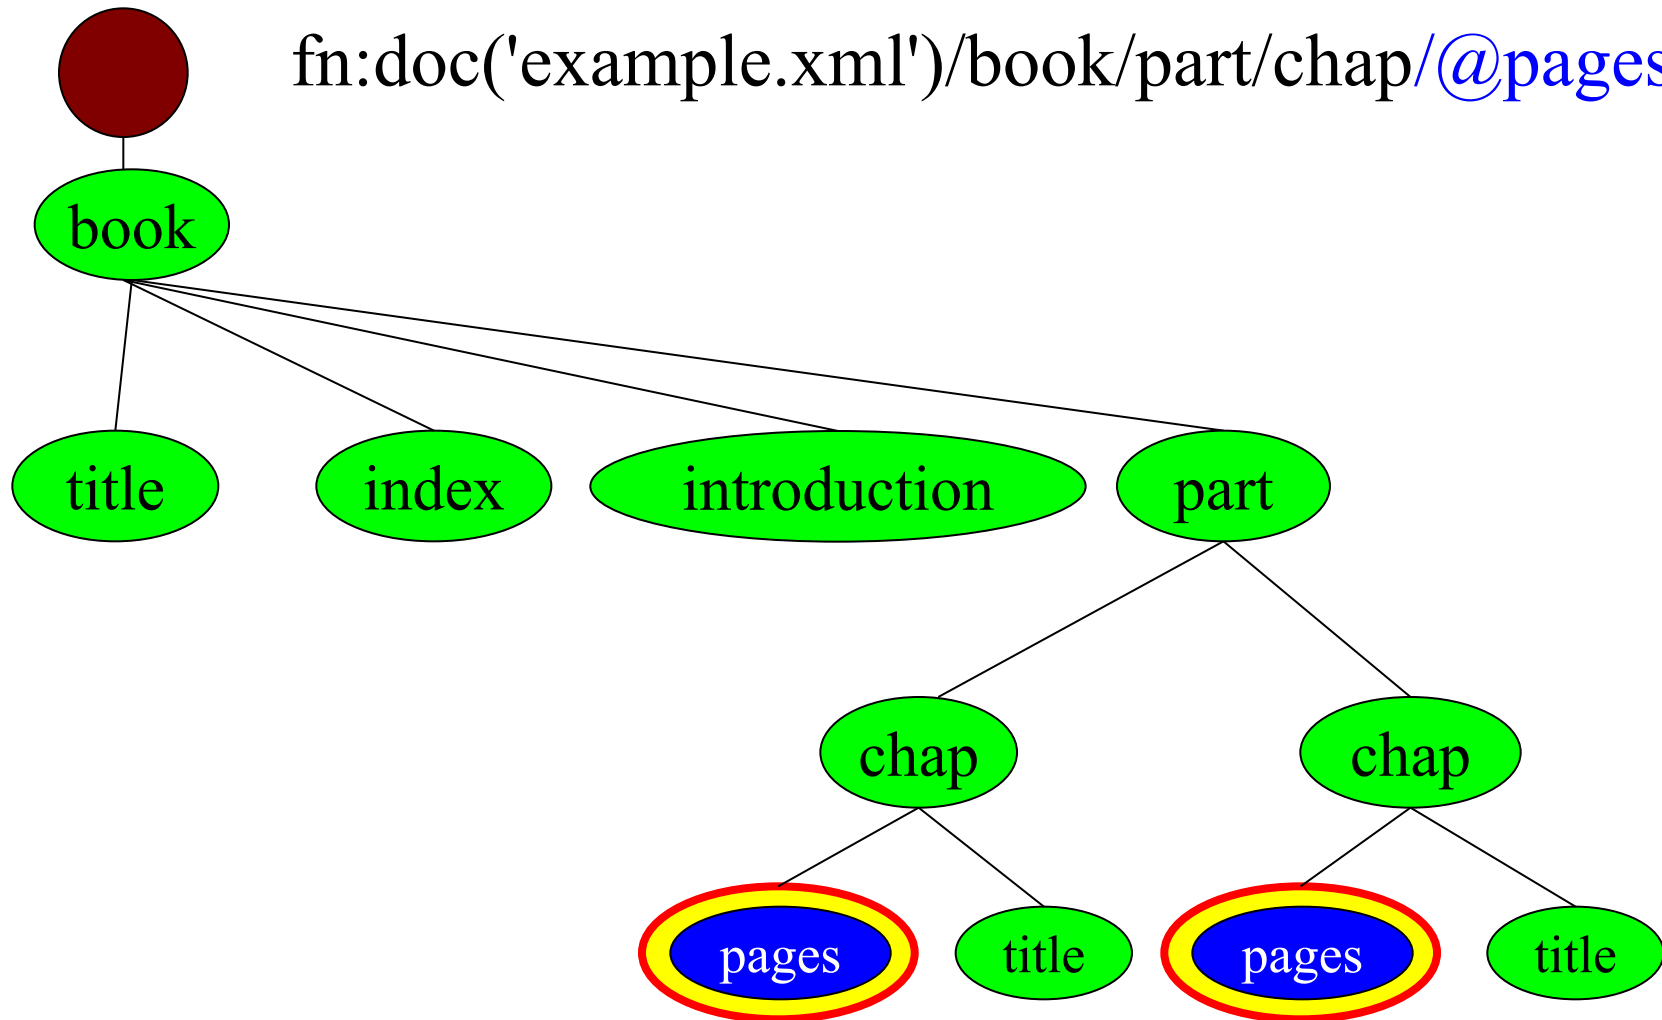 fn:doc('example.xml')/book/part/chap/@pages
book
title index introduction part
chap chap
pages title pages title